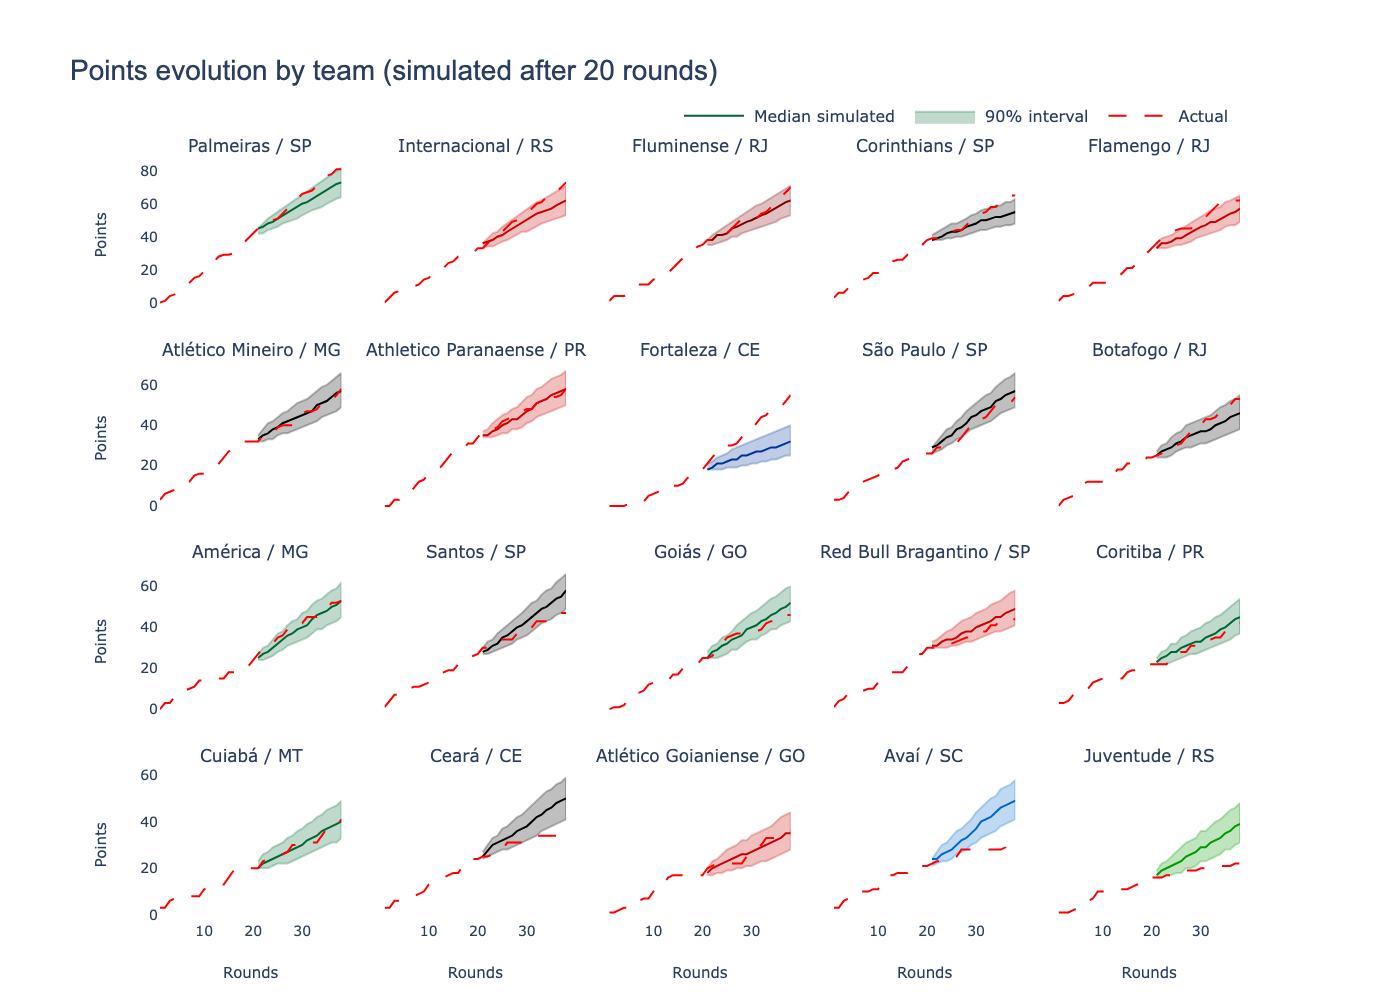 Points evolution by team (simulated after 20 rounds)
Median simulated 90% interval Actual
Palmeiras / SP Internacional / RS Fluminense / RJ Corinthians / SP Flamengo / RJ
80
60
40
20
0
Points
Atlético Mineiro / MG Athletico Paranaense / PR Fortaleza / CE São Paulo / SP Botafogo / RJ
60
40
20
0
Points
América / MG Santos / SP Goiás / GO Red Bull Bragantino / SP Coritiba / PR
60
40
20
0
Points
Cuiabá / MT Ceará / CE Atlético Goianiense / GO Avaí / SC Juventude / RS
60
40
20
0
Points
10 20 30 10 20 30 10 20 30 10 20 30 10 20 30
Rounds Rounds Rounds Rounds Rounds